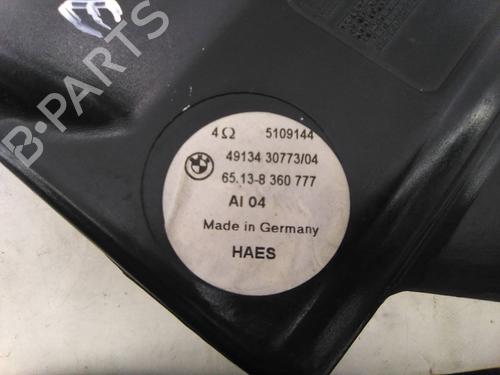 B-PARTS
4Ω 5109144
49134 30773/04
65.13-8 360 777
AI 04
Made in Germany
HAES